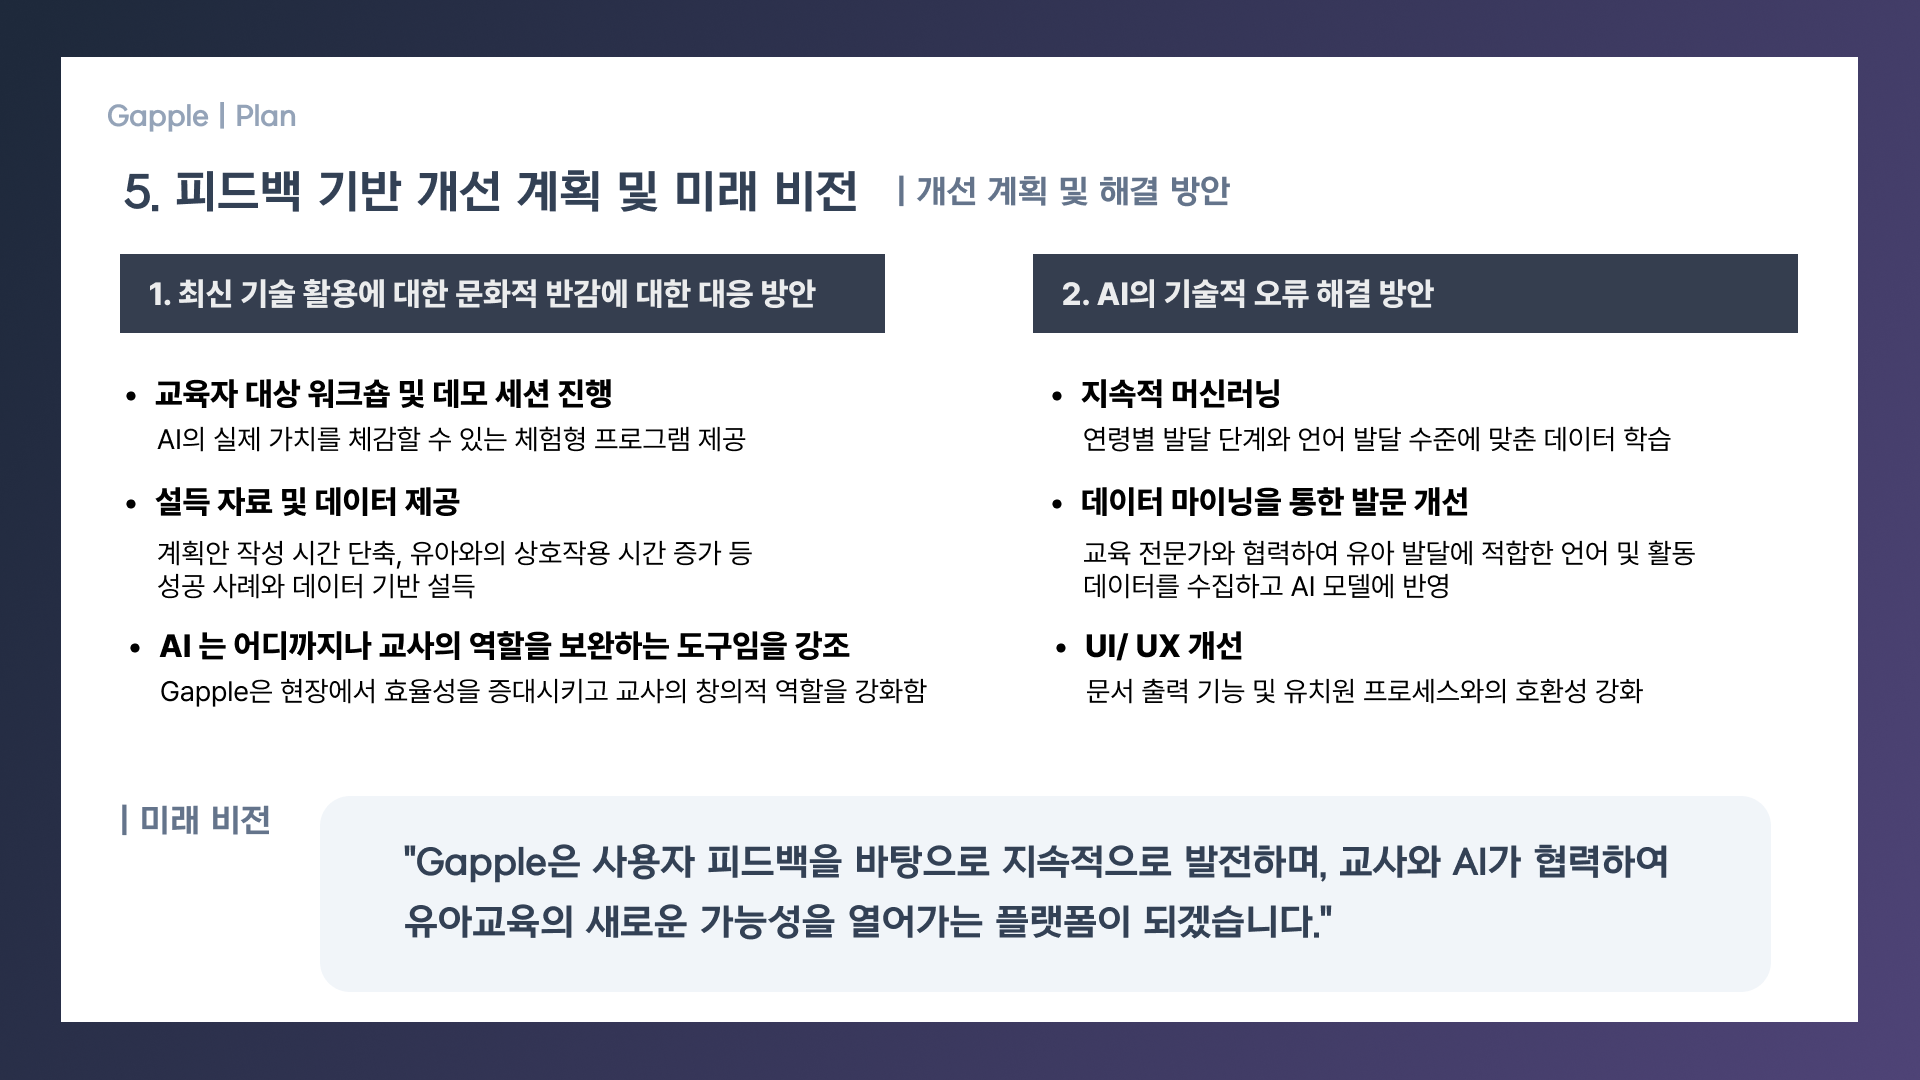 Gapple | Plan
5. 피드백 기반 개선 계획 및 미래 비전 | 개선 계획 및 해결 방안
1. 최신 기술 활용에 대한 문화적 반감에 대한 대응 방안
• 교육자 대상 워크숍 및 데모 세션 진행
AI의 실제 가치를 체감할 수 있는 체험형 프로그램 제공
• 설득 자료 및 데이터 제공
계획안 작성 시간 단축, 유아와의 상호작용 시간 증가 등
성공 사례와 데이터 기반 설득
• AI 는 어디까지나 교사의 역할을 보완하는 도구임을 강조
Gapple은 현장에서 효율성을 증대시키고 교사의 창의적 역할을 강화함
2. AI의 기술적 오류 해결 방안
• 지속적 머신러닝
연령별 발달 단계와 언어 발달 수준에 맞춘 데이터 학습
• 데이터 마이닝을 통한 발문 개선
교육 전문가와 협력하여 유아 발달에 적합한 언어 및 활동
데이터를 수집하고 AI 모델에 반영
• UI/ UX 개선
문서 출력 기능 및 유치원 프로세스와의 호환성 강화
| 미래 비전
"Gapple은 사용자 피드백을 바탕으로 지속적으로 발전하며, 교사와 AI가 협력하여
유아교육의 새로운 가능성을 열어가는 플랫폼이 되겠습니다."